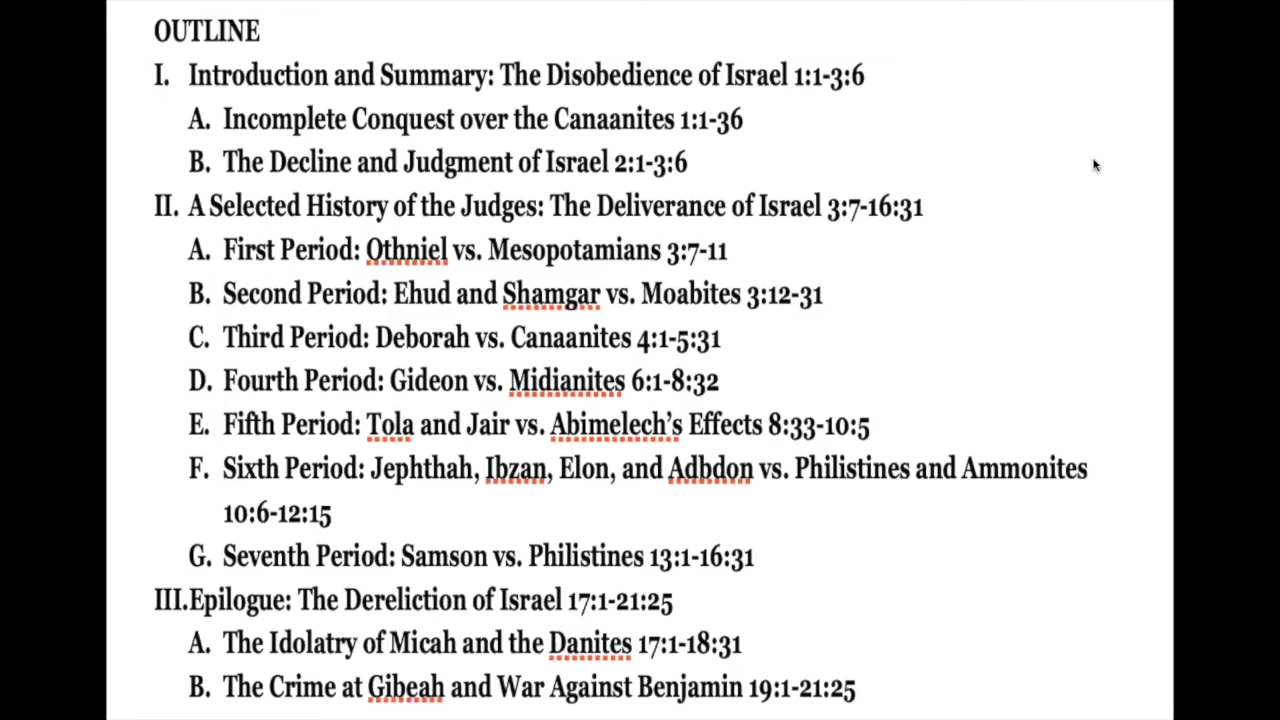 OUTLINE
I. Introduction and Summary: The Disobedience of Israel 1:1-3:6
A. Incomplete Conquest over the Canaanites 1:1-36
B. The Decline and Judgment of Israel 2:1-3:6
II. A Selected History of the Judges: The Deliverance of Israel 3:7-16:31
A. First Period: Othniel vs. Mesopotamians 3:7-11
B. Second Period: Ehud and Shamgar vs. Moabites 3:12-31
C. Third Period: Deborah vs. Canaanites 4:1-5:31
D. Fourth Period: Gideon vs. Midianites 6:1-8:32
E. Fifth Period: Tola and Jair vs. Abimelech’s Effects 8:33-10:5
F. Sixth Period: Jephthah, Ibzan, Elon, and Adbdon vs. Philistines and Ammonites
10:6-12:15
G. Seventh Period: Samson vs. Philistines 13:1-16:31
III.Epilogue: The Dereliction of Israel 17:1-21:25
A. The Idolatry of Micah and the Danites 17:1-18:31
B. The Crime at Gibeah and War Against Benjamin 19:1-21:25